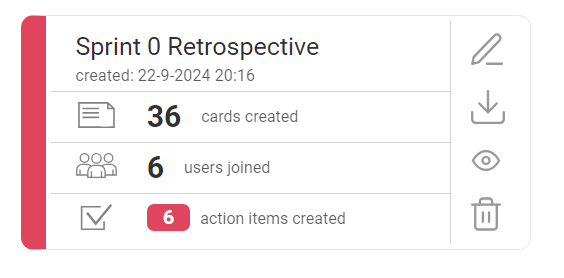 Sprint 0 Retrospective
created: 22-9-2024 20:16
36 cards created
6 users joined
6 action items created